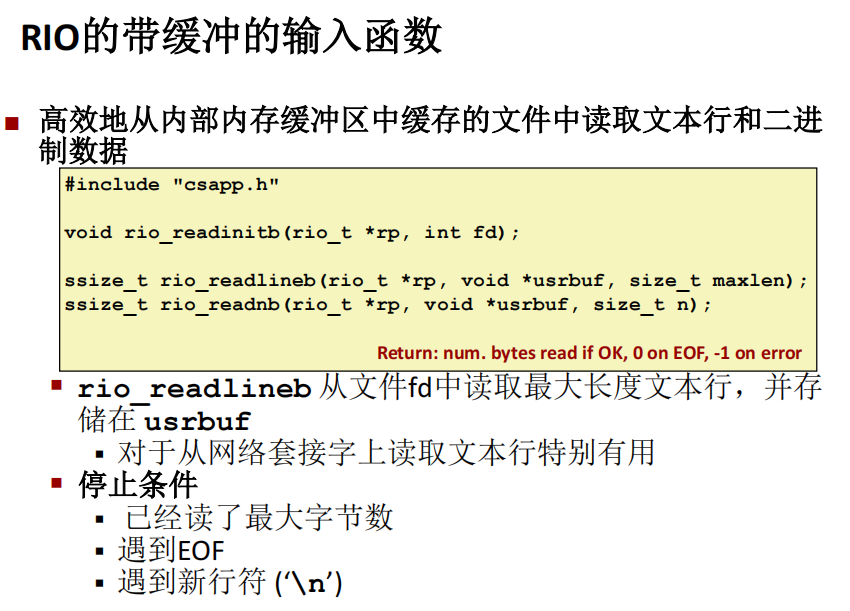 RIO的带缓冲的输入函数
高效地从内部内存缓冲区中缓存的文件中读取文本行和二进
制数据
#include "csapp.h"
void rio_readinitb(rio_t *rp, int fd);
ssize_t rio_readlineb(rio_t *rp, void *usrbuf, size_t maxlen);
ssize_t rio_readnb(rio_t *rp, void *usrbuf, size_t n);
Return: num. bytes read if OK, 0 on EOF, -1 on error
rio_readlineb 从文件fd中读取最大长度文本行，并存
储在 usrbuf
对于从网络套接字上读取文本行特别有用
停止条件
已经读了最大字节数
遇到EOF
遇到新行符 (‘\n’)